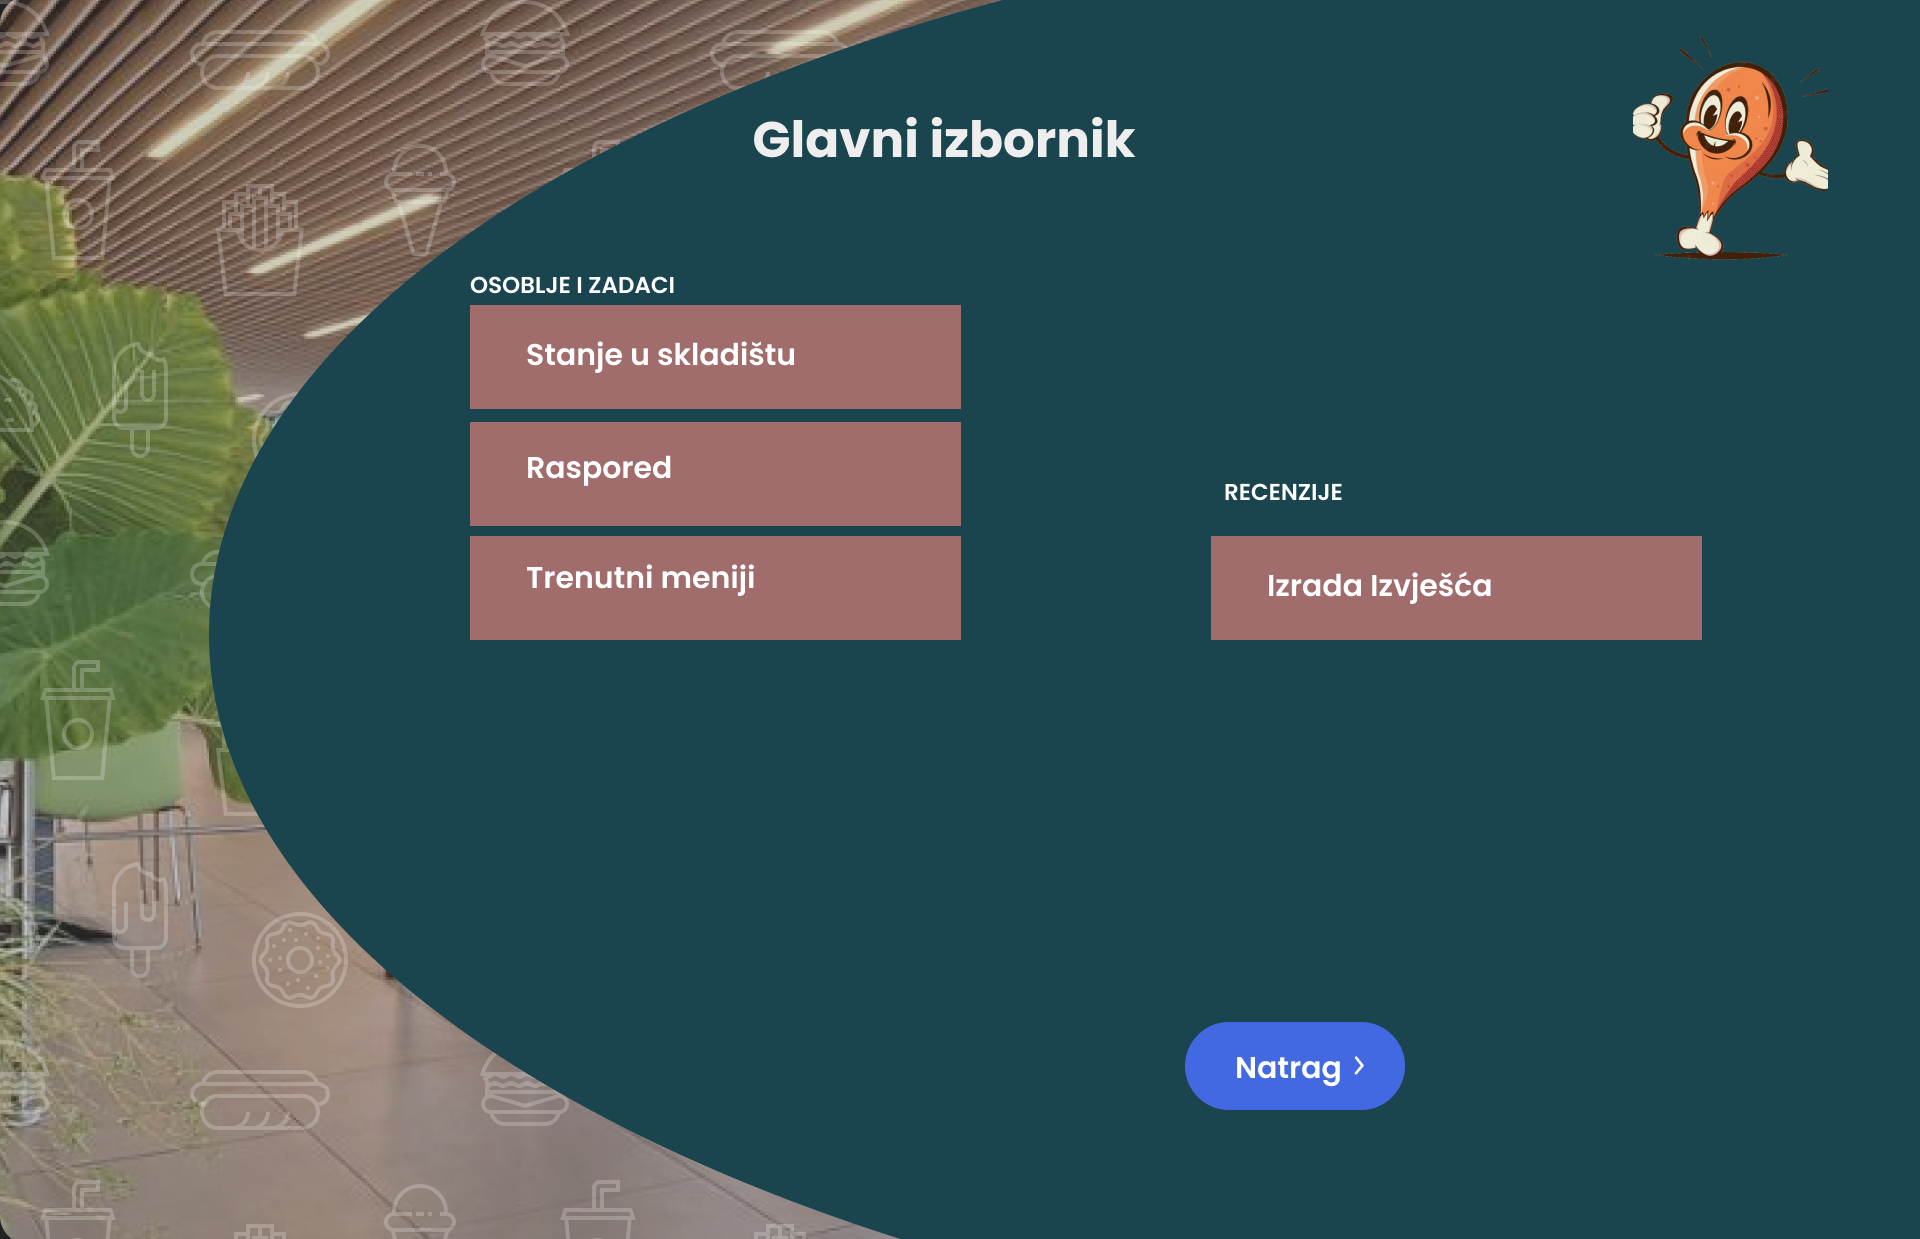 Glavni izbornik
OSOBLJE I ZADACI
Stanje u skladištu
Raspored
Trenutni meniji
RECENZIJE
Izrada Izvješća
Natrag